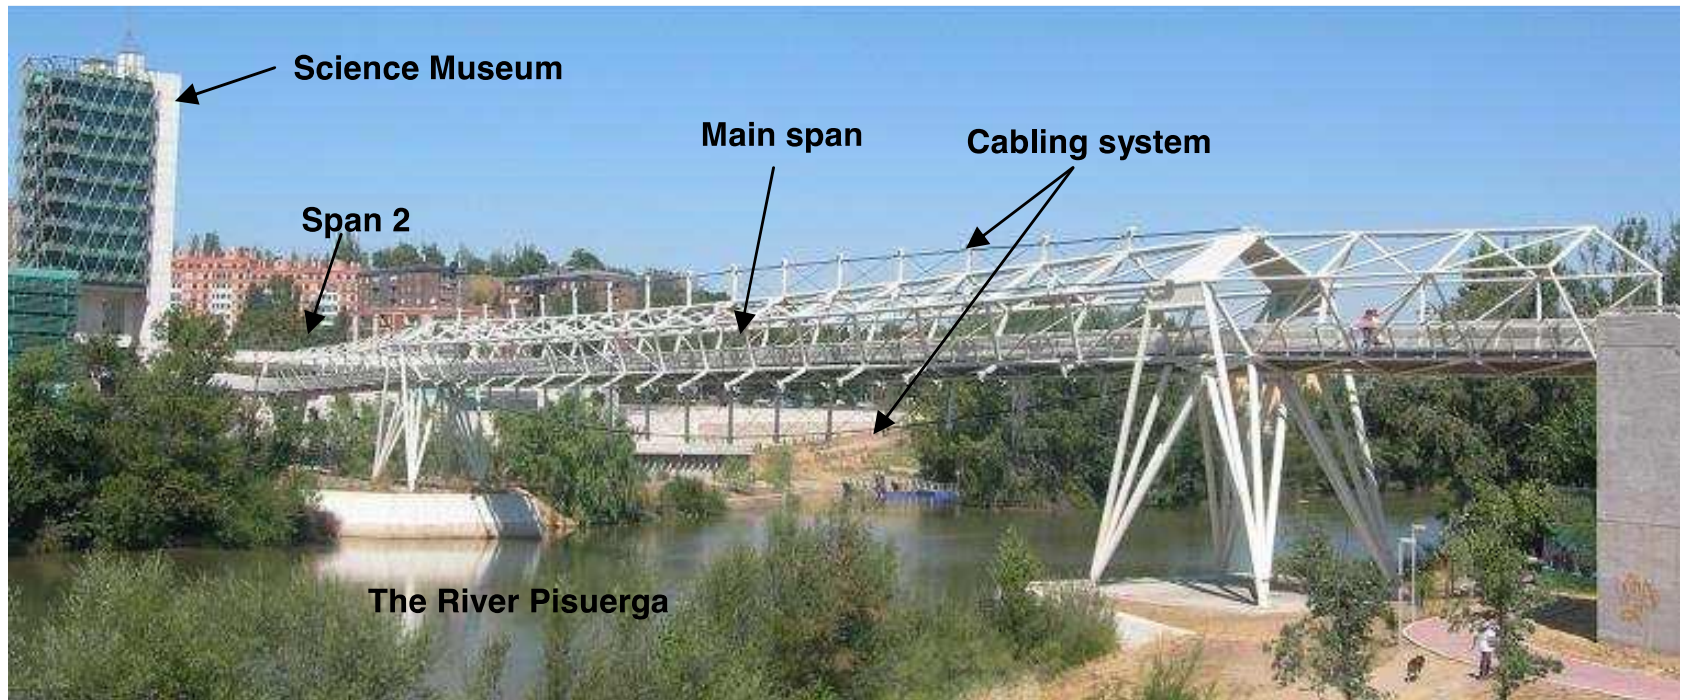 Science Museum
Main span
Cabling system
Span 2
The River Pisuerga